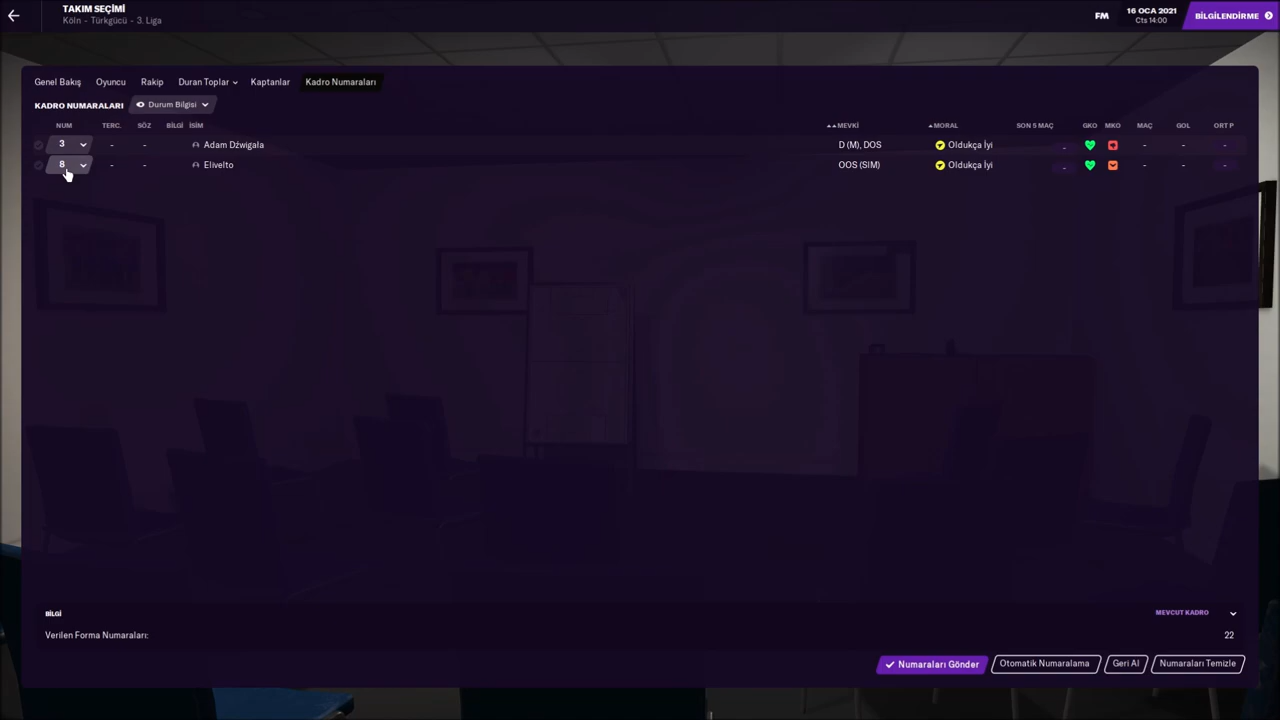 TAKIM SEÇİMİ
Köln - Türkgücü - 3. Liga
FM
16 OCA 2021
Cts 14:00
BİLGİLENDİRME
Genel Bakış Oyuncu Rakip Duran Toplar Kaptanlar Kadro Numaraları
KADRO NUMARALARI Durum Bilgisi
NUM TERC. SÖZ BİLGİ İSİM MEVKİ MORAL SON 5 MAÇ GKO MKO MAÇ GOL ORT P
3 - - Adam Dźwigała D (M), DOS Oldukça İyi - - - -
8 - - Elivelto OOS (SIM) Oldukça İyi - - - -
BİLGİ MEVCUT KADRO
Verilen Forma Numaraları: 22
Numaraları Gönder Otomatik Numaralama Geri Al Numaraları Temizle